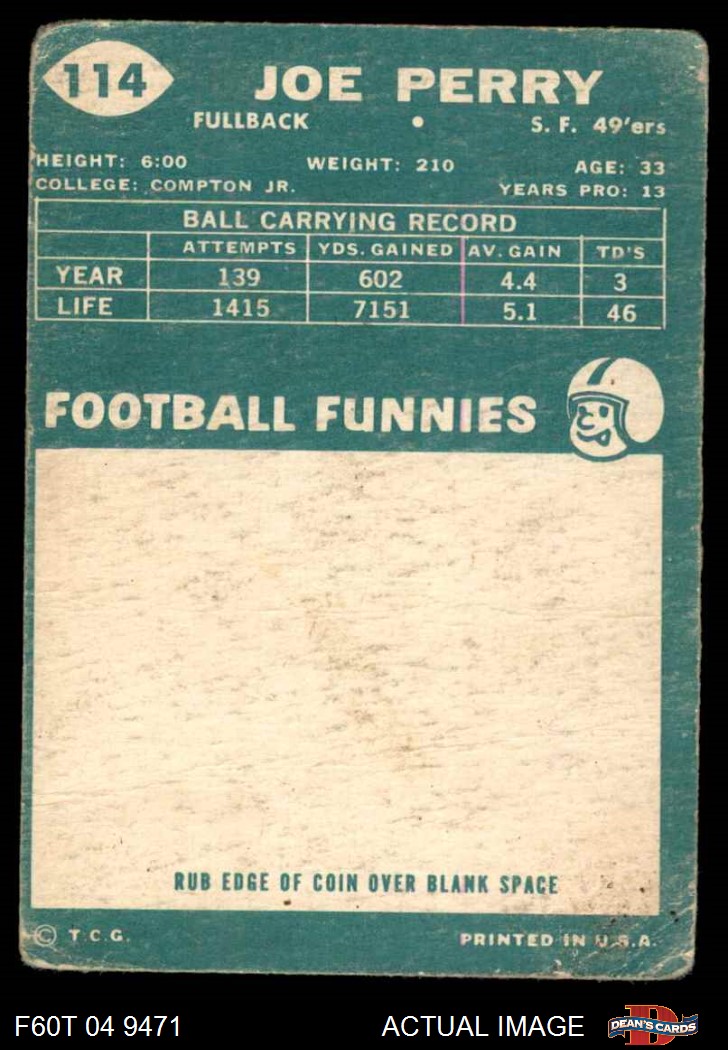 114 JOE PERRY
FULLBACK • S. F. 49'ers
HEIGHT: 6:00 WEIGHT: 210 AGE: 33
COLLEGE: COMPTON JR. YEARS PRO: 13
BALL CARRYING RECORD
ATTEMPTS YDS. GAINED AV. GAIN TD'S
YEAR 139 602 4.4 3
LIFE 1415 7151 5.1 46
FOOTBALL FUNNIES
RUB EDGE OF COIN OVER BLANK SPACE
© T.C.G. PRINTED IN U.S.A.
F60T 04 9471 ACTUAL IMAGE D DEAN'S CARDS